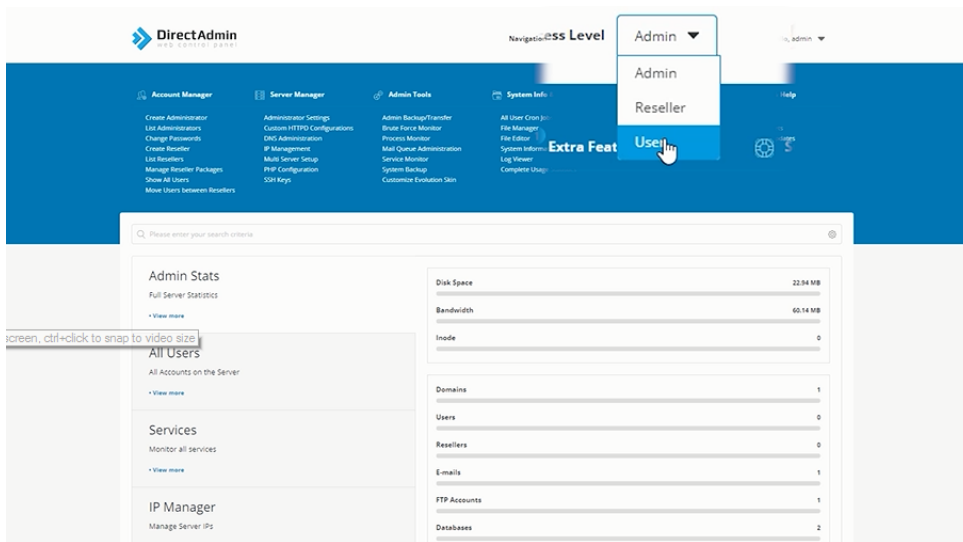 DirectAdmin
web control panel
Navigation
ess Level
Admin
admin
Admin
Reseller
User
Account Manager
Create Administrator
List Administrators
Change Passwords
Create Reseller
List Resellers
Manage Reseller Packages
Show All Users
Move Users between Resellers
Server Manager
Administrator Settings
Custom HTTPD Configurations
DNS Administration
IP Management
Multi Server Setup
PHP Configuration
SSH Keys
Admin Tools
Admin Backup/Transfer
Brute Force Monitor
Process Monitor
Mail Queue Administration
Service Monitor
System Backup
Customize Evolution Skin
System Info
All User Cron
File Manager
File Editor
System
Log Viewer
Complete
Extra Feat
Help
Please enter your search criteria
Admin Stats
Full Server Statistics
• View more
screen, ctrl+click to snap to video size
All Users
All Accounts on the Server
• View more
Services
Monitor all services
• View more
IP Manager
Manage Server IPs
Disk Space 22.94 MB
Bandwidth 60.14 MB
Inode 0
Domains 1
Users 0
Resellers 0
E-mails 1
FTP Accounts 1
Databases 2